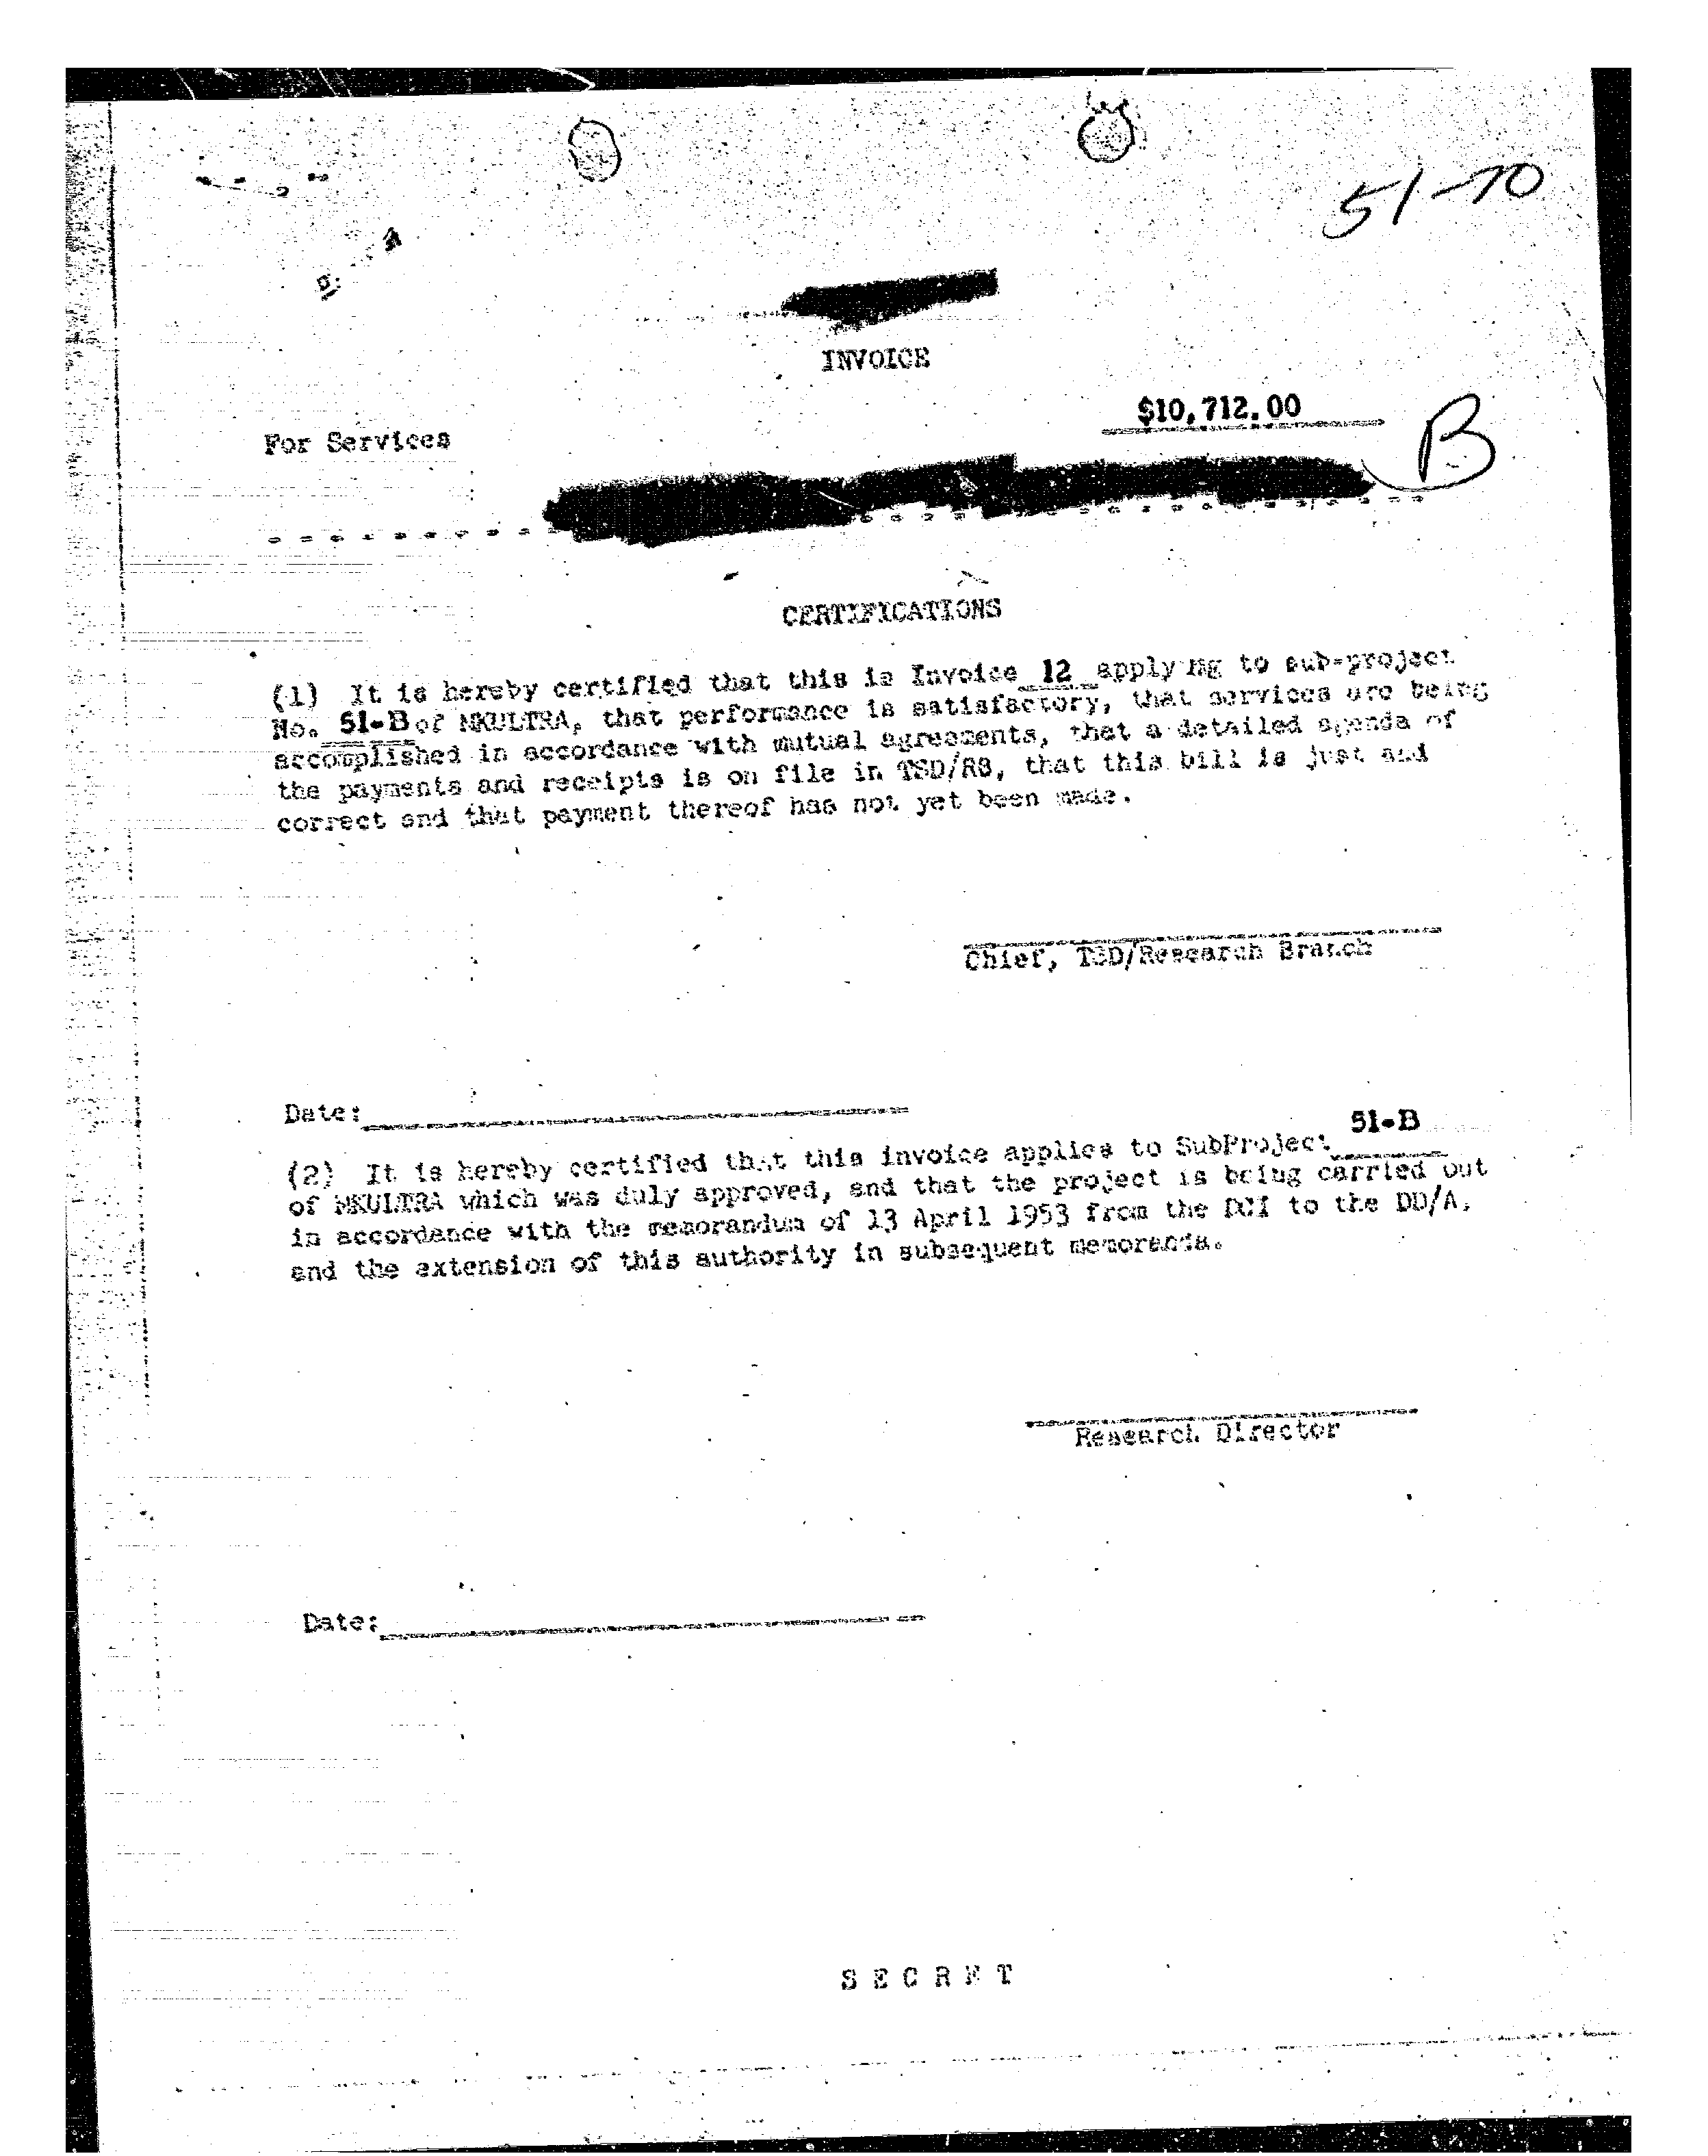 51-70
INVOICE
$10,712.00
For Services
B
CERTIFICATIONS
(1) It is hereby certified that this is Invoice 12 applying to sub-project
No. 51-B of MKULTRA, that performance is satisfactory, that services are being
accomplished in accordance with mutual agreements, that a detailed agenda of
the payments and receipts is on file in TSD/RB, that this bill is just and
correct and that payment thereof has not yet been made.
Chief, TSD/Research Branch
Date:
51-B
(2) It is hereby certified that this invoice applies to SubProject
of MKULTRA which was duly approved, and that the project is being carried out
in accordance with the memorandum of 13 April 1953 from the DCI to the DD/A,
and the extension of this authority in subsequent memoranda.
Research Director
Date:
SECRET